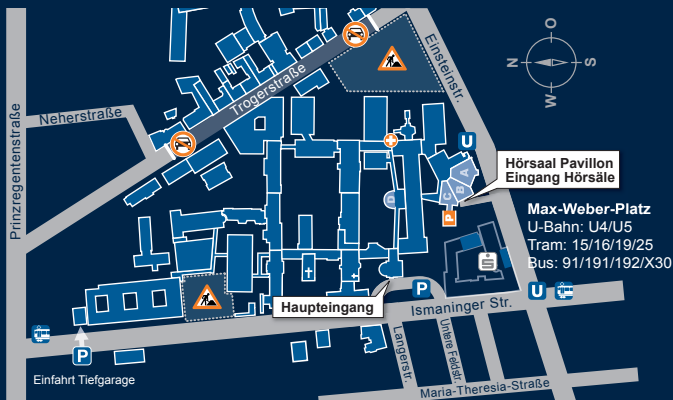 O
N
S
W
Einsteinstr.
Trogerstraße
Neherstraße
Prinzregentenstraße
U
Hörsaal Pavillon
Eingang Hörsäle
A
B
C
D
P
Max-Weber-Platz
U-Bahn: U4/U5
Tram: 15/16/19/25
Bus: 91/191/192/X30
S
Haupteingang
P
U
Ismaninger Str.
Langerstr.
Untere Feldstr.
Maria-Theresia-Straße
P
Einfahrt Tiefgarage